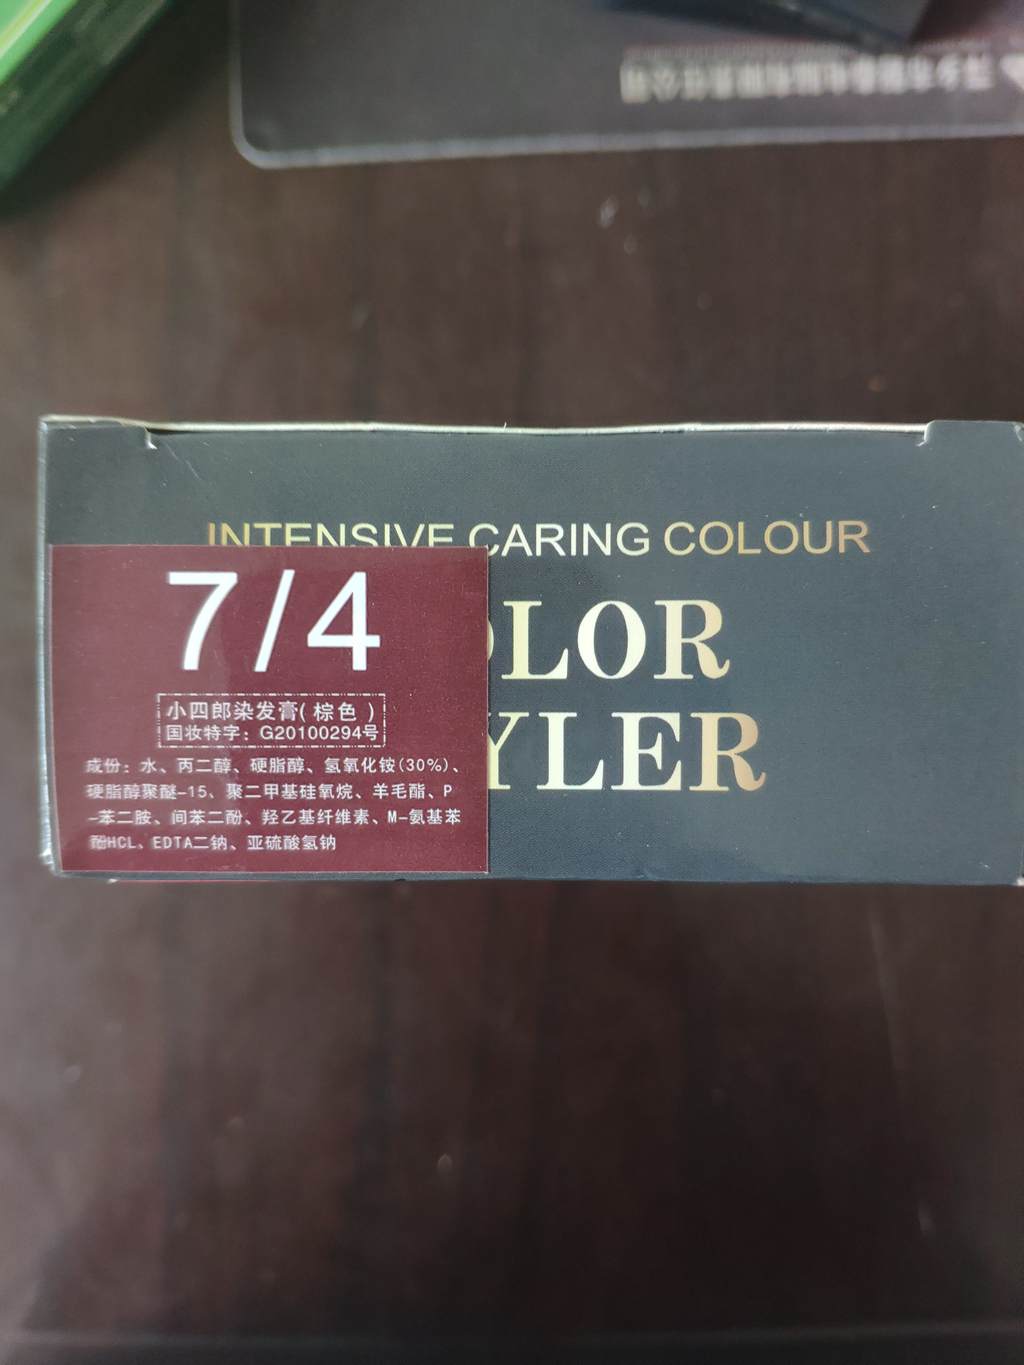 INTENSIVE CARING COLOUR
OLOR
YLER
7/4
小四郎染发膏(棕色)
国妆特字：G20100294号
成份：水、丙二醇、硬脂醇、氢氧化铵(30%)、
硬脂醇聚醚-15、聚二甲基硅氧烷、羊毛酯、P
-苯二胺、间苯二酚、羟乙基纤维素、M-氨基苯
酚HCL、EDTA二钠、亚硫酸氢钠